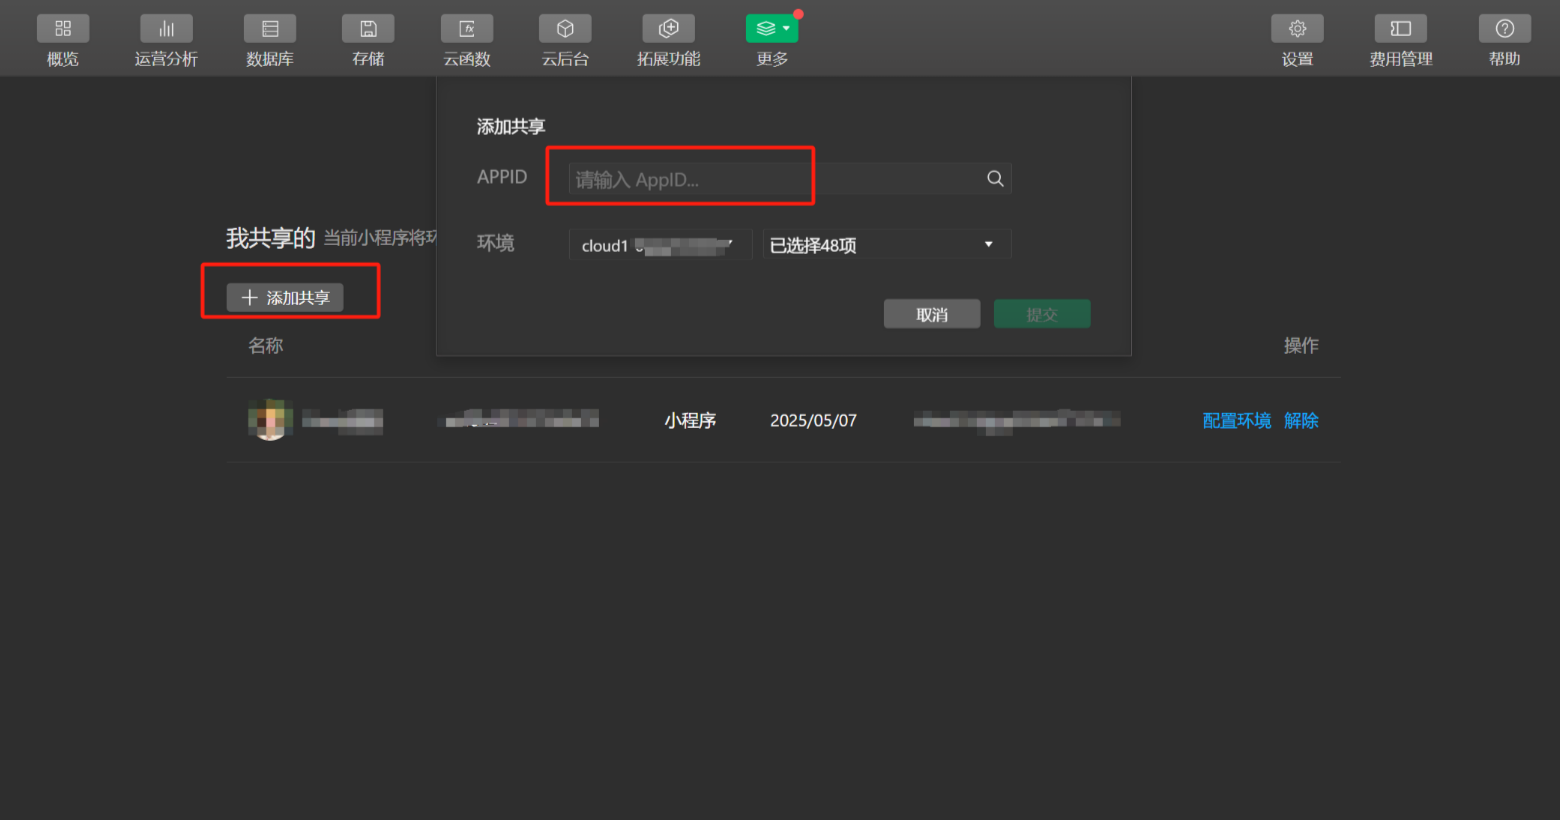 概览
运营分析
数据库
存储
云函数
云后台
拓展功能
更多
设置
费用管理
帮助
添加共享
APPID
请输入 AppID...
环境
cloud1
已选择48项
取消
提交
我共享的 当前小程序将环
添加共享
名称
操作
小程序 2025/05/07 配置环境 解除